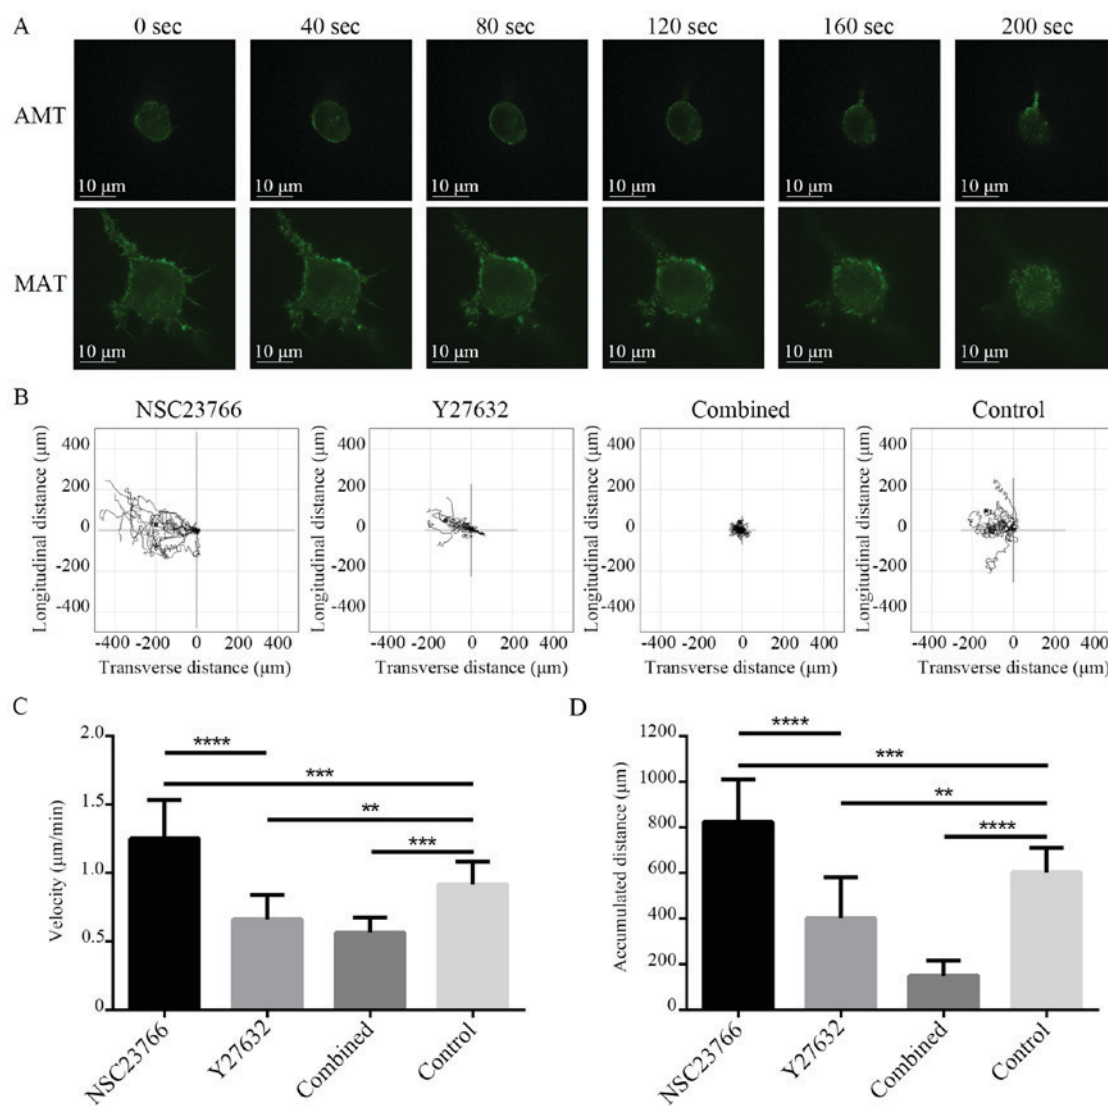 A
0 sec 40 sec 80 sec 120 sec 160 sec 200 sec
AMT
10 µm 10 µm 10 µm 10 µm 10 µm 10 µm
MAT
10 µm 10 µm 10 µm 10 µm 10 µm 10 µm
B
NSC23766 Y27632 Combined Control
Longitudinal distance (µm) Longitudinal distance (µm) Longitudinal distance (µm) Longitudinal distance (µm)
400 400 400 400
200 200 200 200
0 0 0 0
-200 -200 -200 -200
-400 -400 -400 -400
-400 -200 0 200 400 -400 -200 0 200 400 -400 -200 0 200 400 -400 -200 0 200 400
Transverse distance (µm) Transverse distance (µm) Transverse distance (µm) Transverse distance (µm)
C
Velocity (µm/min)
2.0
1.5
1.0
0.5
0
****
***
**
***
NSC23766 Y27632 Combined Control
D
Accumulated distance (µm)
1200
1000
800
600
400
200
0
****
***
**
****
NSC23766 Y27632 Combined Control